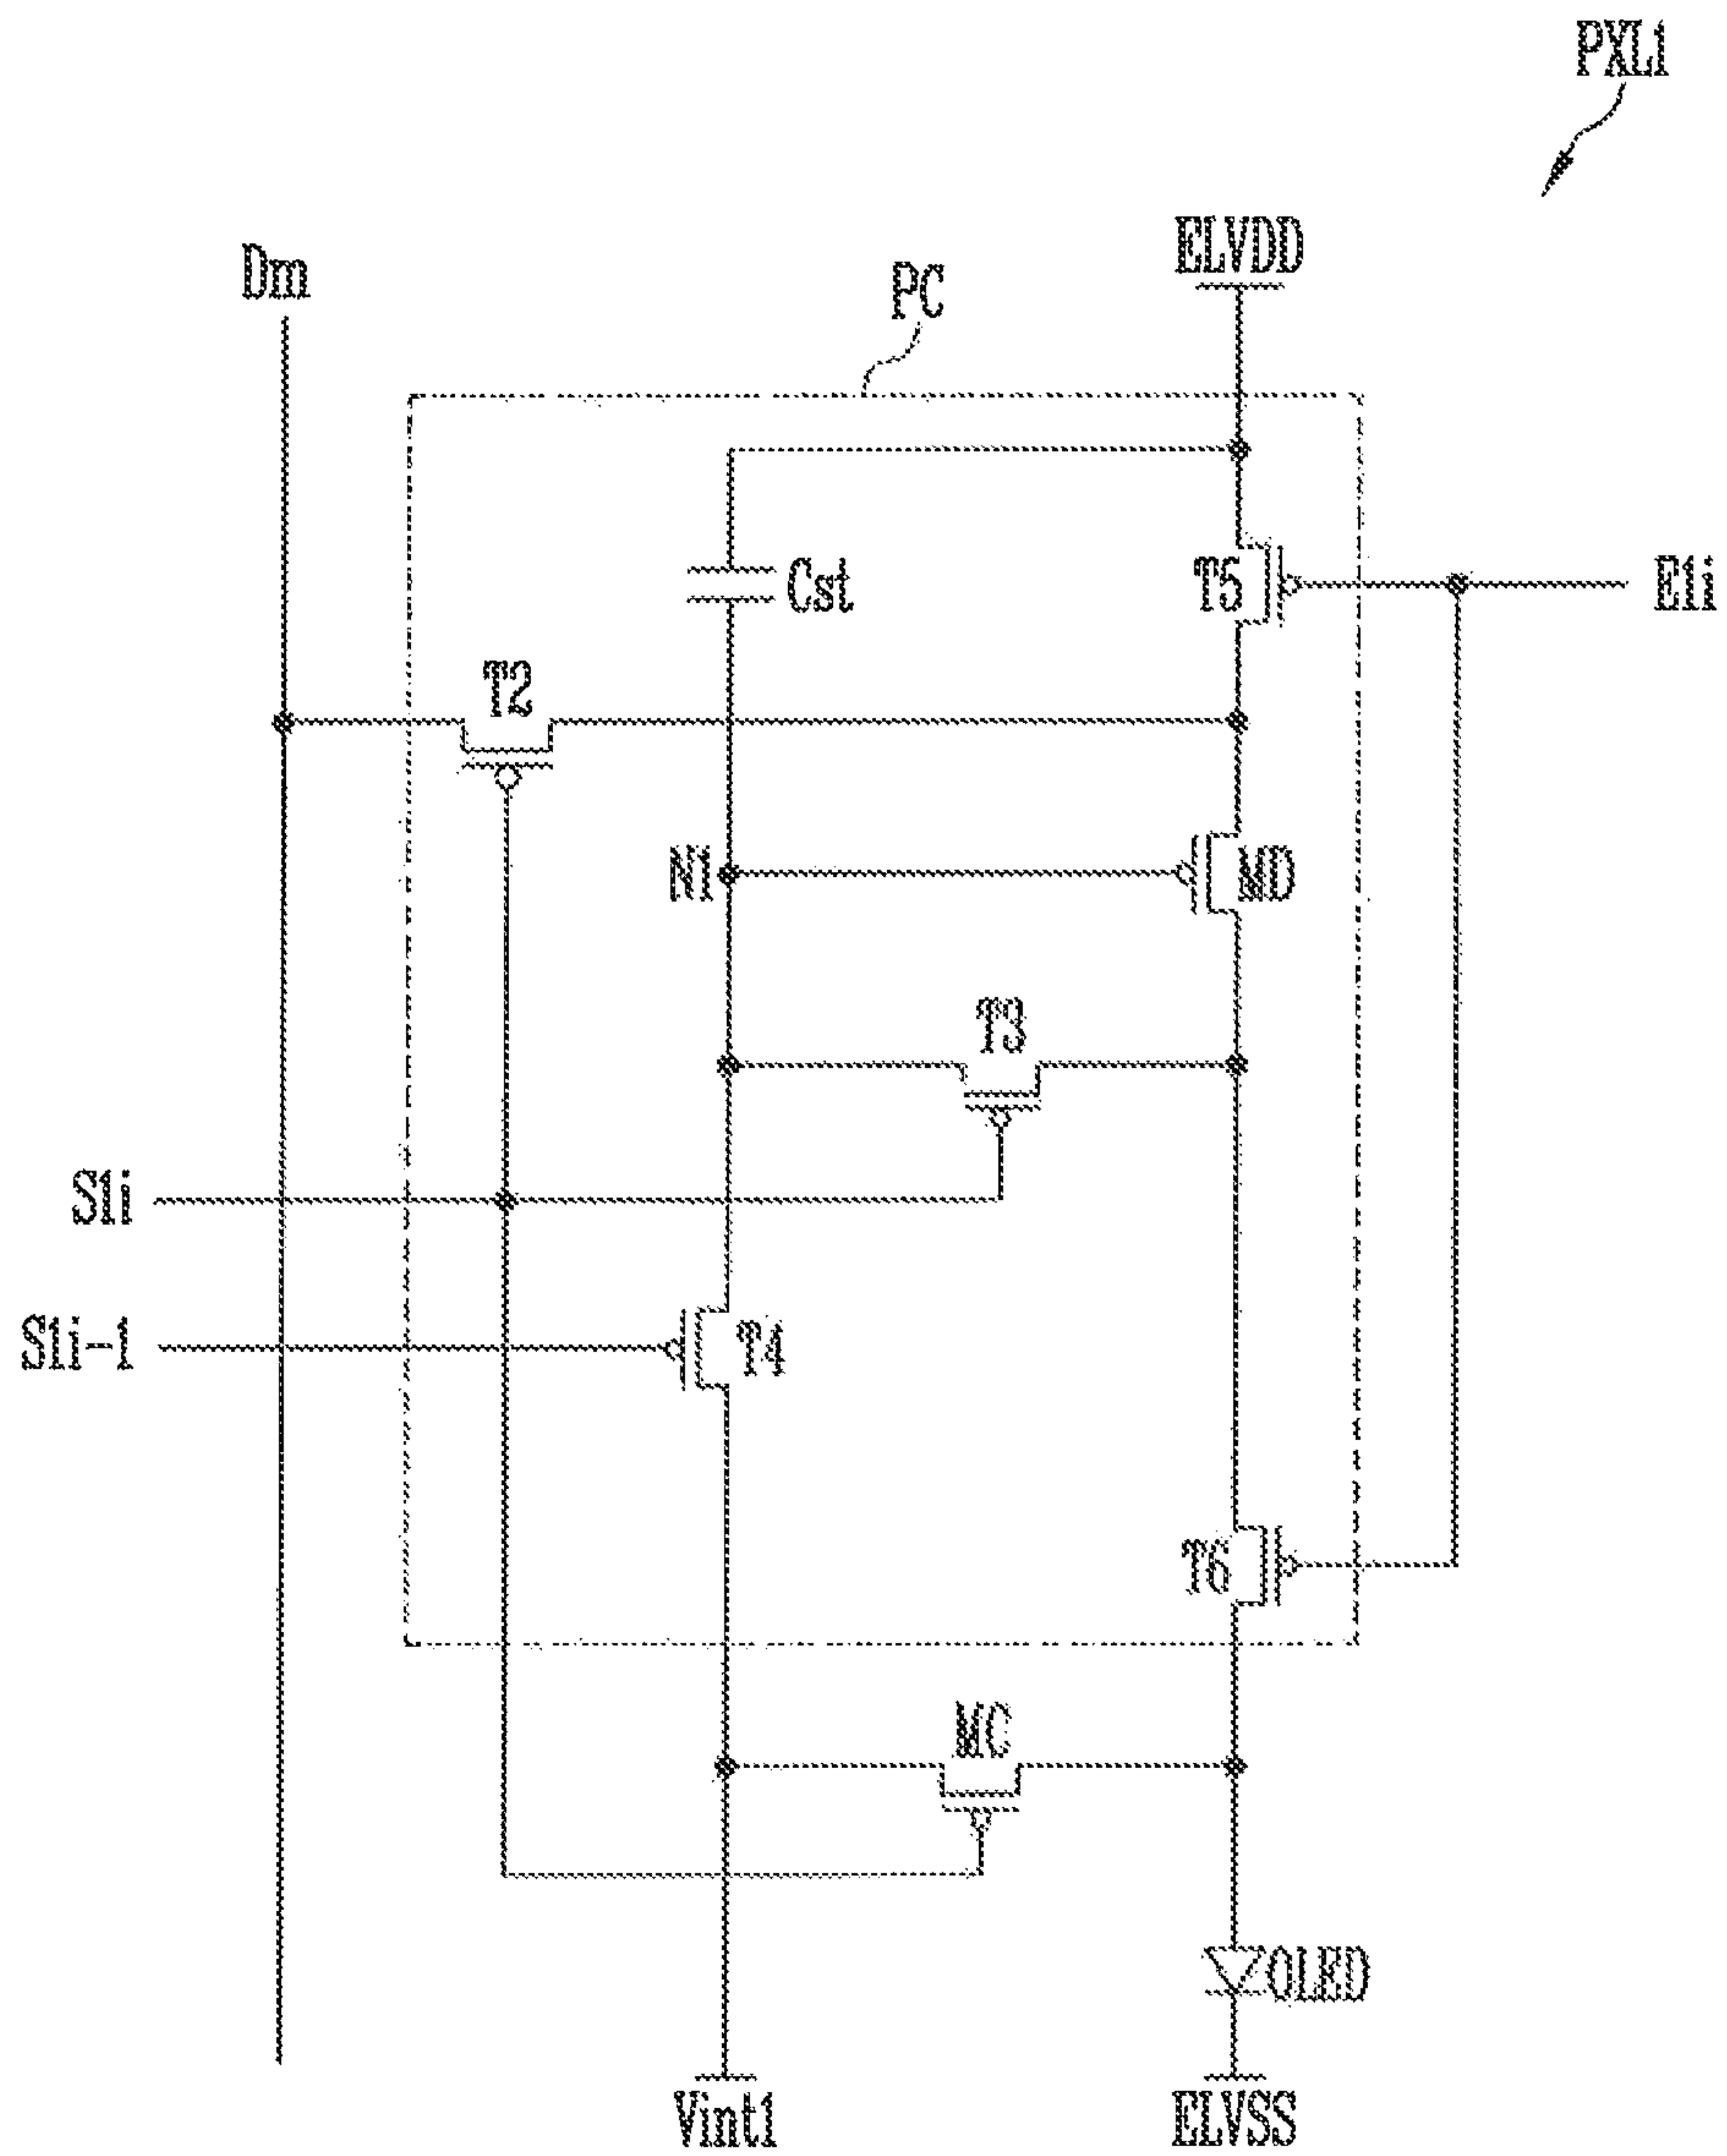 PXL1
ELVDD
Dm
PC
Cst
T5
E1i
T2
N1
MD
T3
S1i
S1i-1
T4
T6
MC
OLED
Vint1
ELVSS